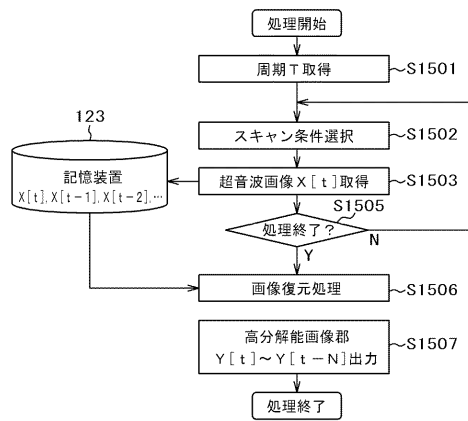 処理開始
周期T取得
S1501
スキャン条件選択
S1502
123
記憶装置
X[t],X[t-1],X[t-2],…
超音波画像X[t]取得
S1503
処理終了?
S1505
N
Y
画像復元処理
S1506
高分解能画像郡
Y[t]~Y[t-N]出力
S1507
処理終了